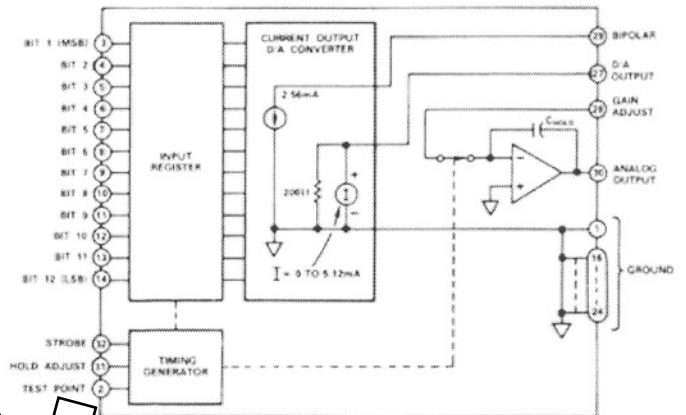 CURRENT OUTPUT
D/A CONVERTER
INPUT
REGISTER
TIMING
GENERATOR
BIT 1 (MSB) 3
BIT 2 4
BIT 3 5
BIT 4 6
BIT 5 7
BIT 6 8
BIT 7 9
BIT 8 10
BIT 9 11
BIT 10 12
BIT 11 13
BIT 12 (LSB) 14
STROBE 32
HOLD ADJUST 31
TEST POINT 2
2.56mA
200Ω
+
I
−
I = 0 TO 5.12mA
29 BIPOLAR
27 D/A
OUTPUT
28 GAIN
ADJUST
−
+
30 ANALOG
OUTPUT
1
16
24
GROUND